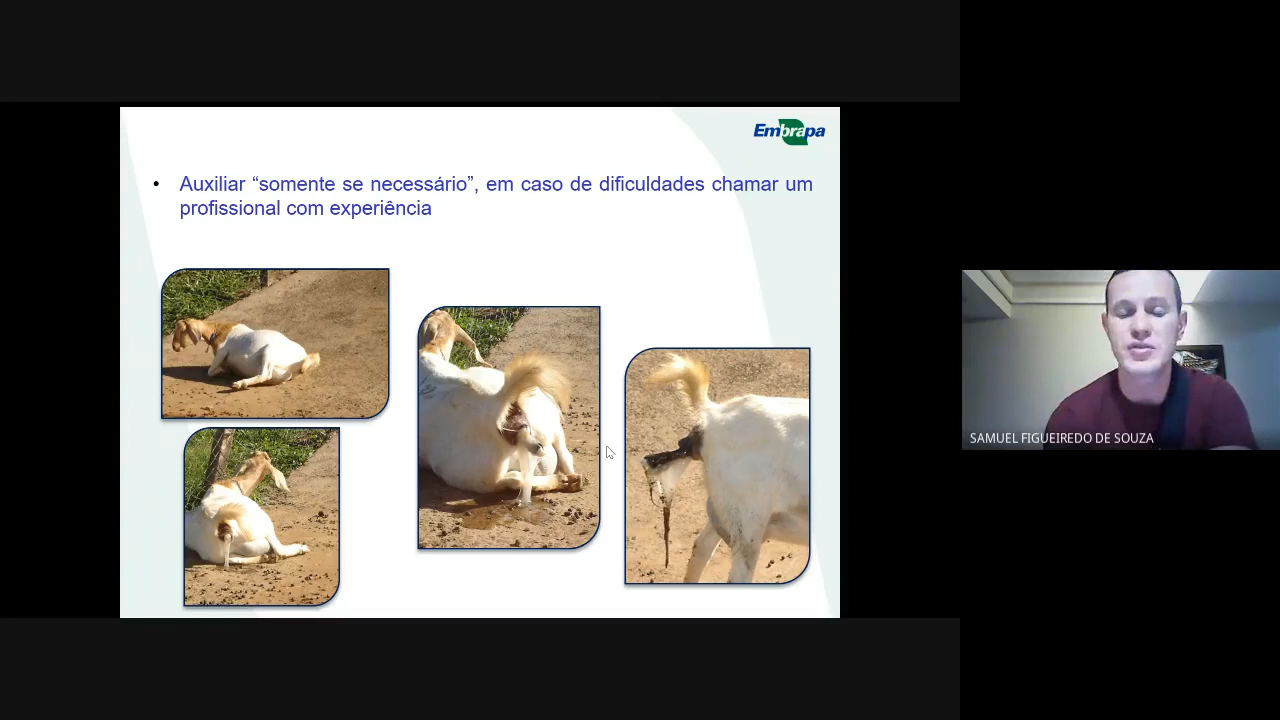 Embrapa
• Auxiliar “somente se necessário”, em caso de dificuldades chamar um
profissional com experiência
SAMUEL FIGUEIREDO DE SOUZA